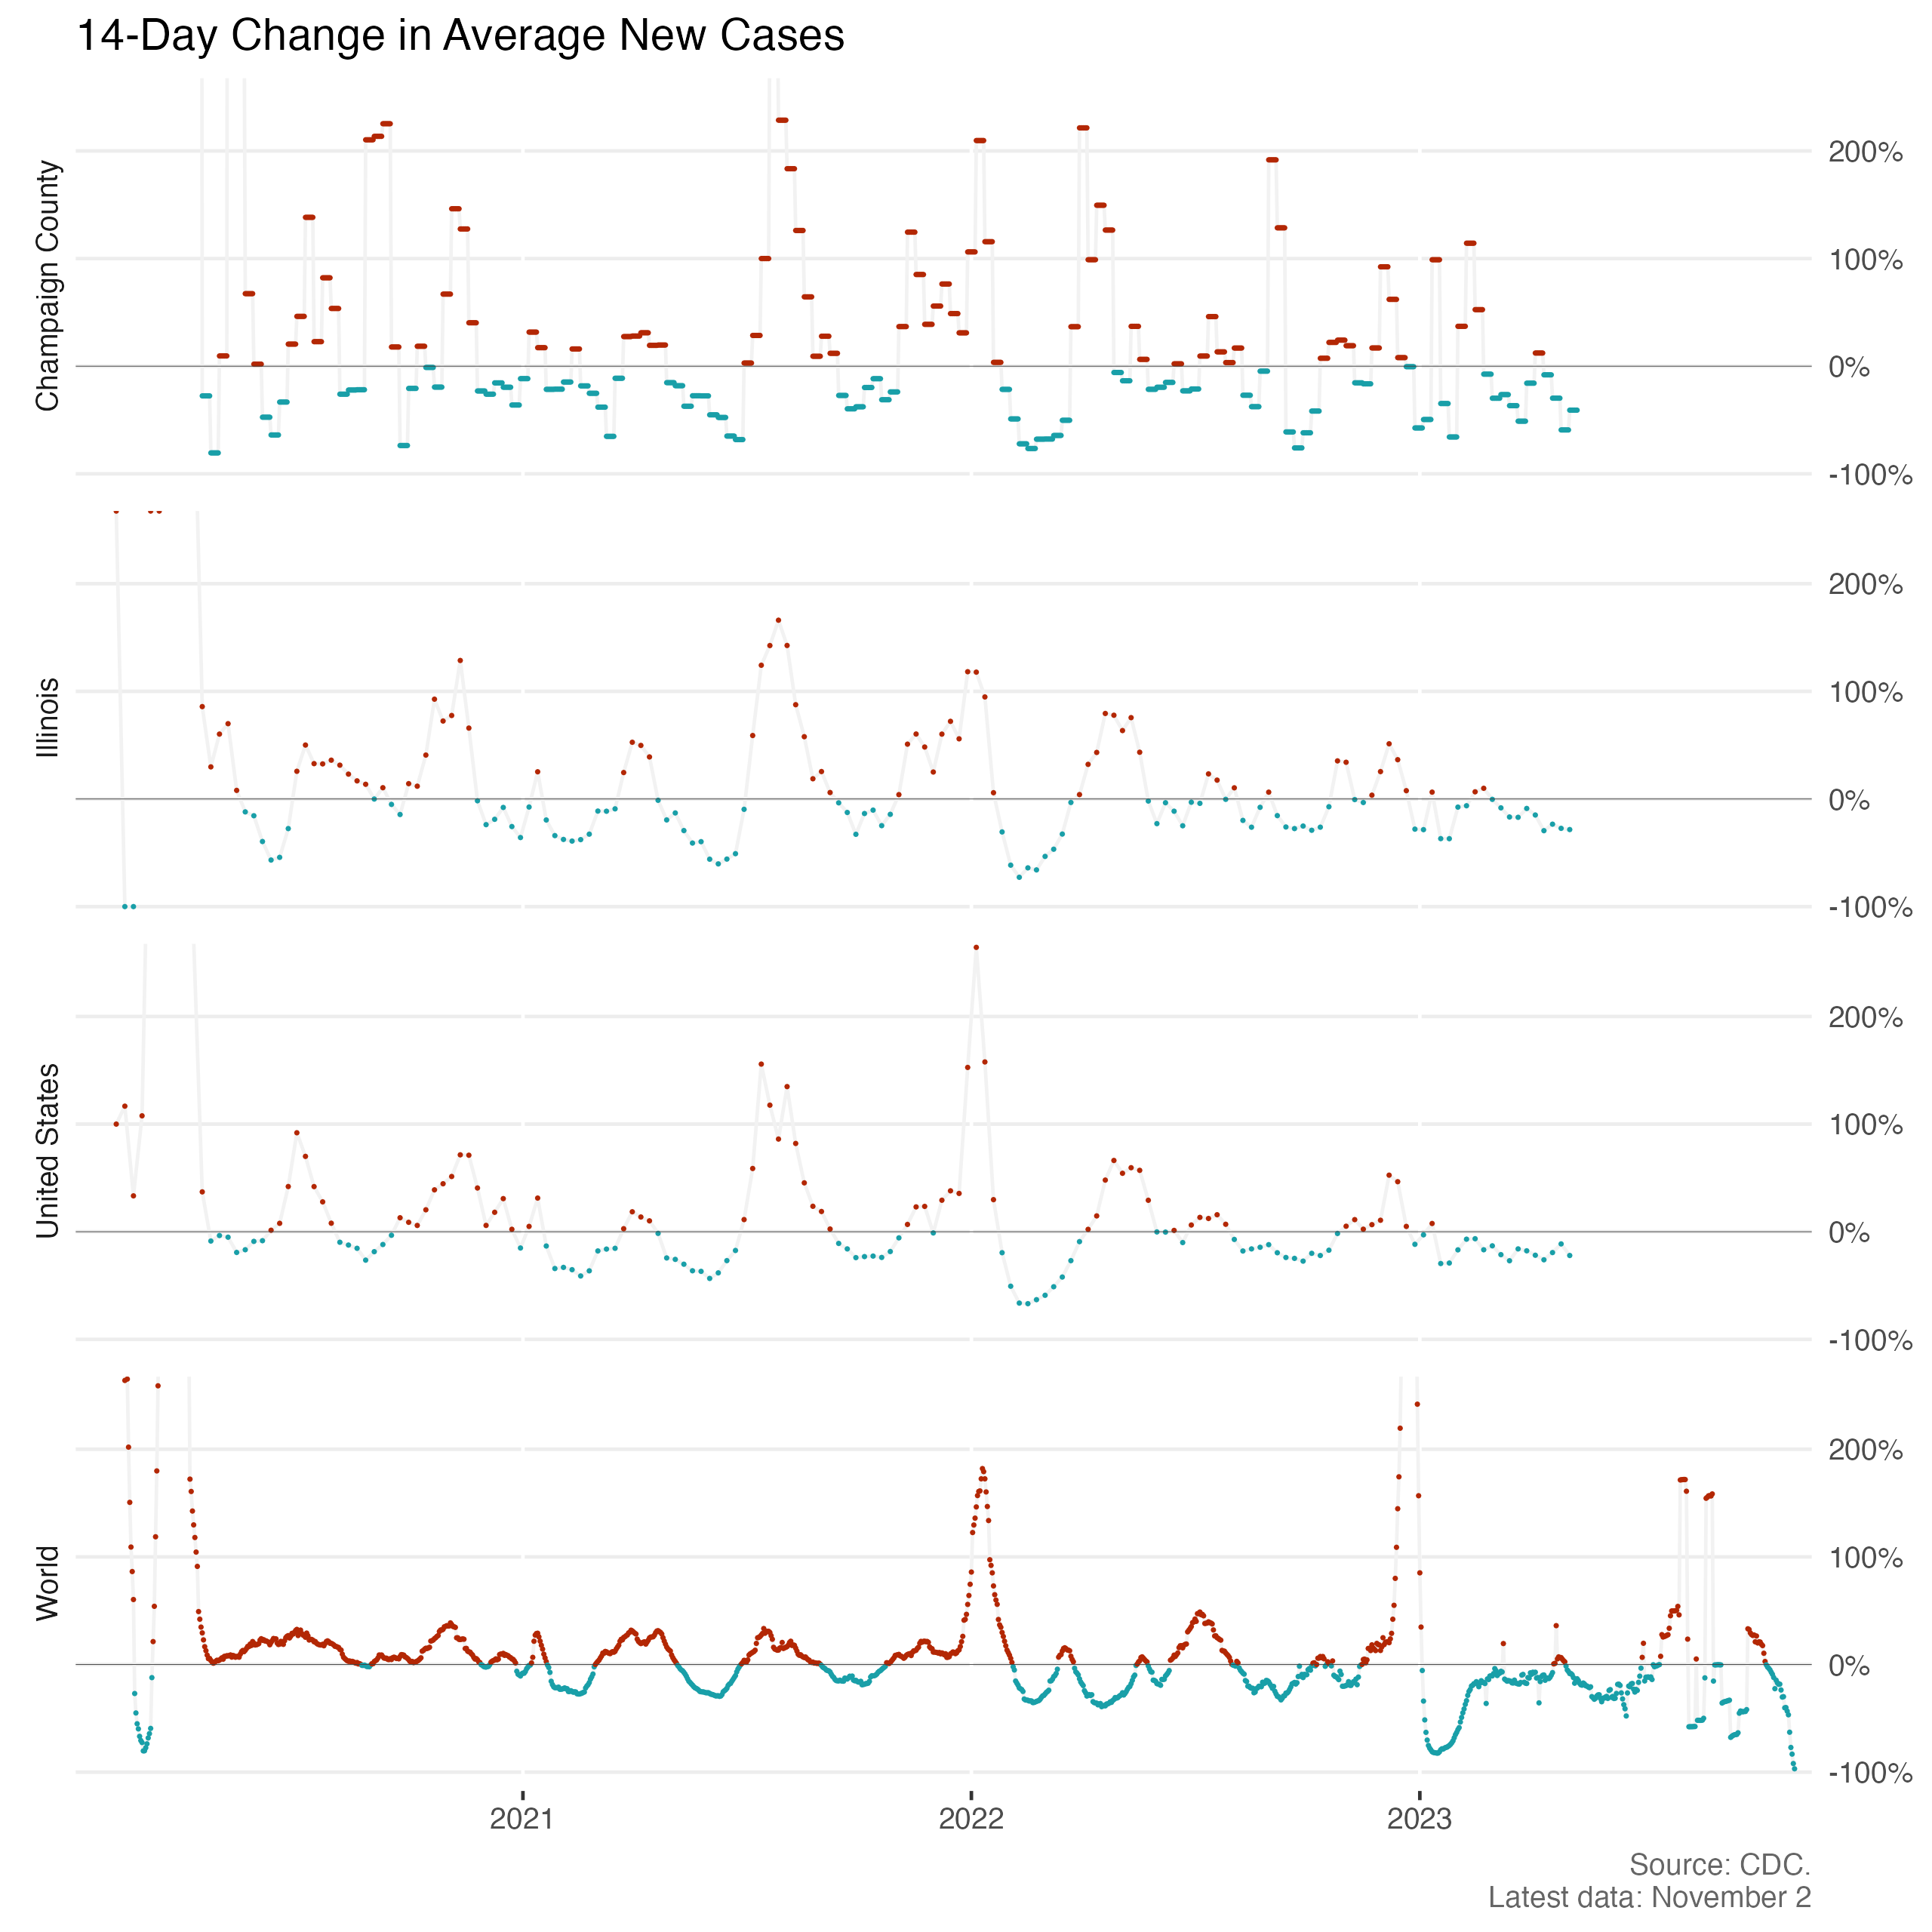 14-Day Change in Average New Cases
Champaign County
200%
100%
0%
-100%
Illinois
200%
100%
0%
-100%
United States
200%
100%
0%
-100%
World
200%
100%
0%
-100%
2021
2022
2023
Source: CDC.
Latest data: November 2